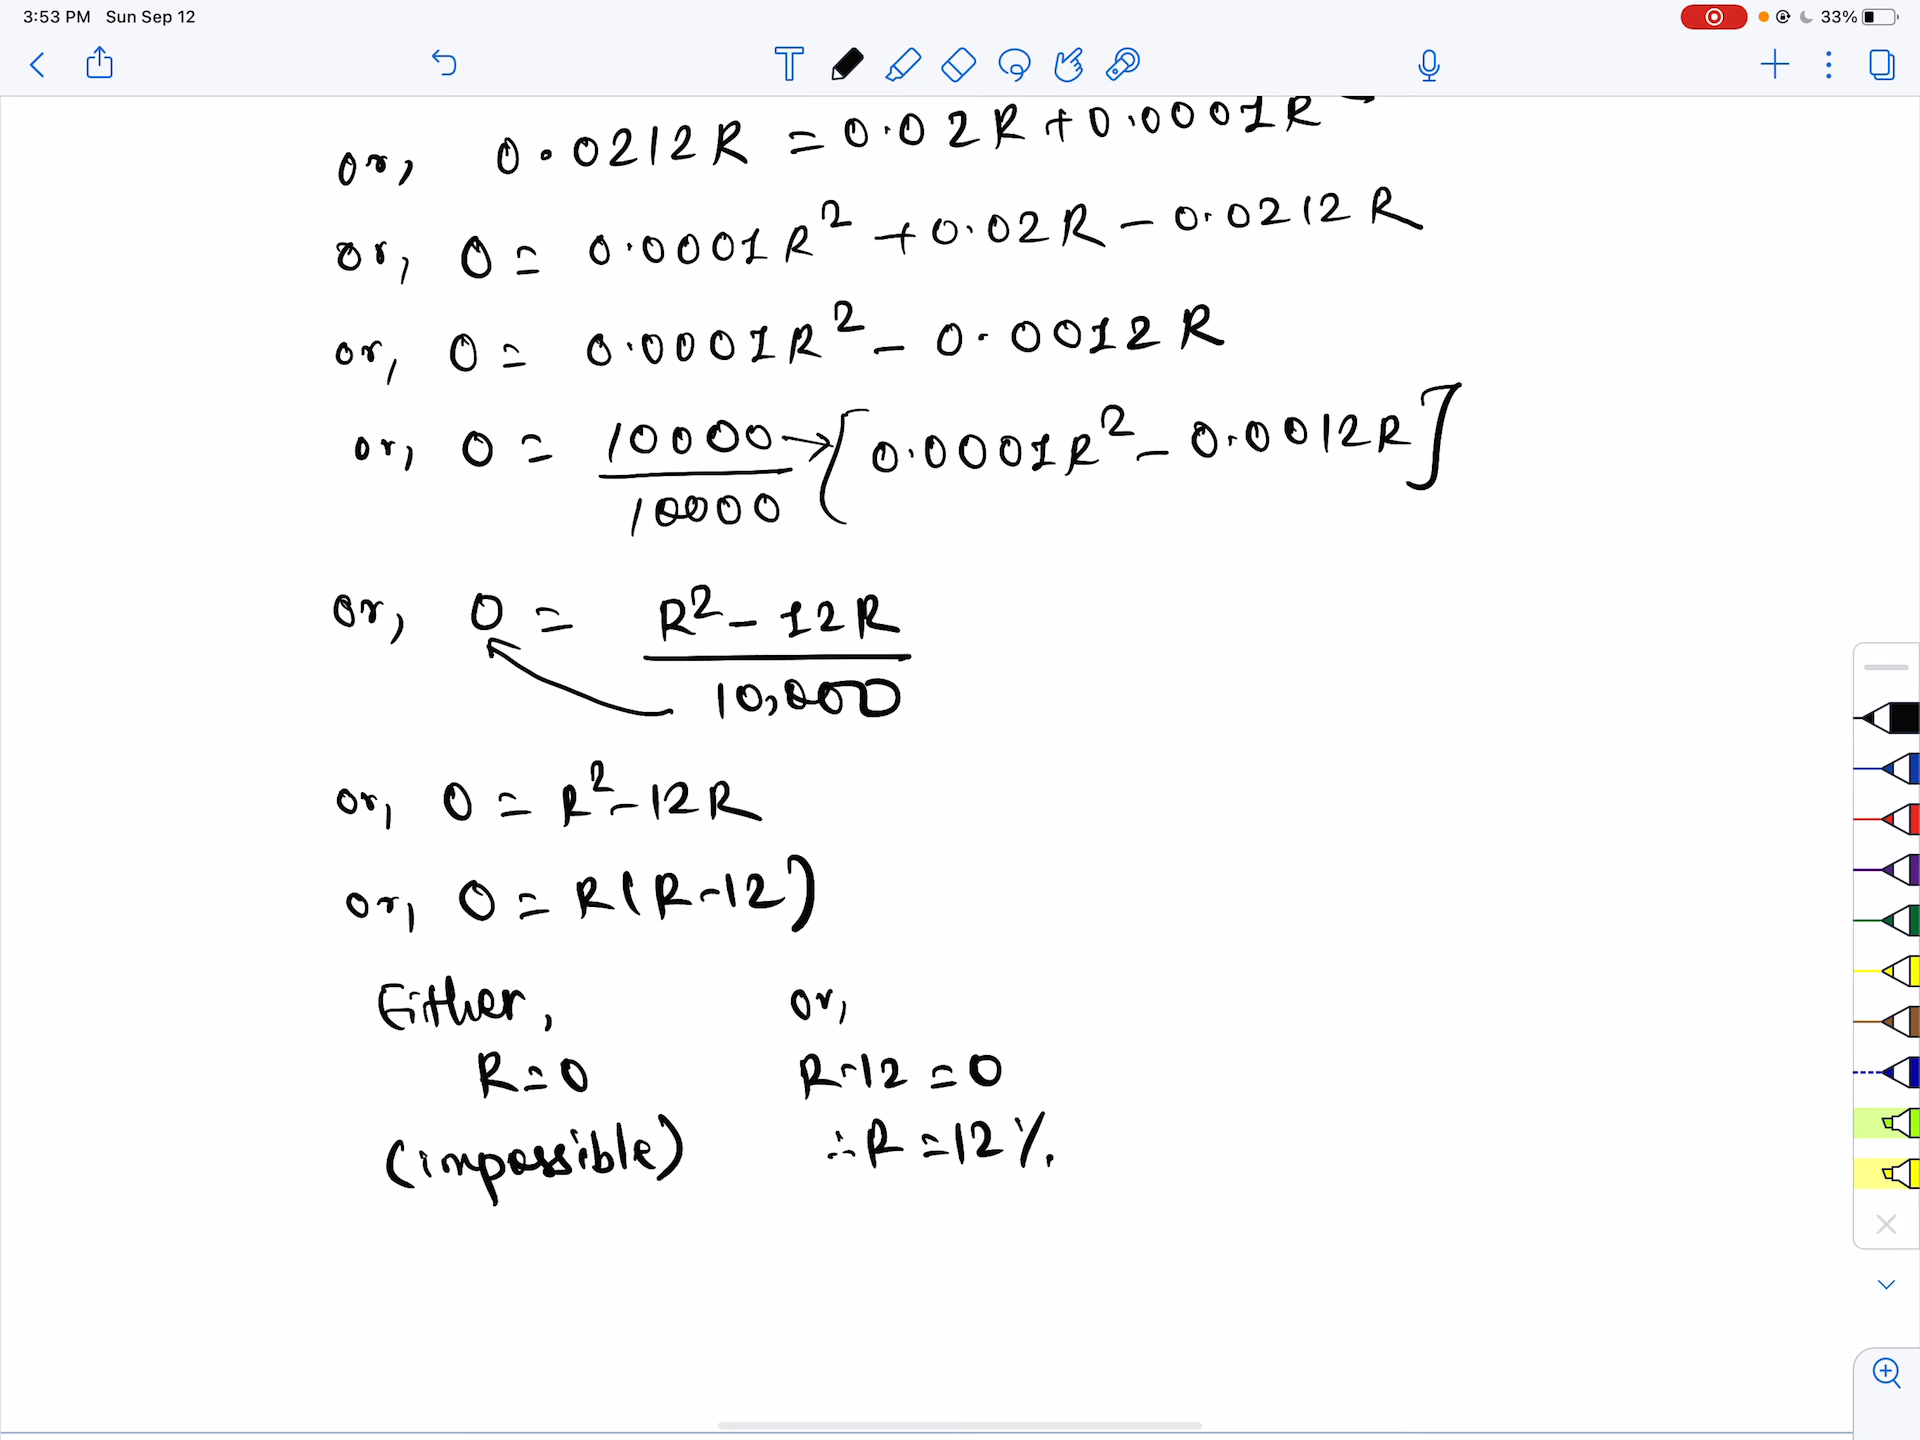 3:53 PM Sun Sep 12
33%
or, 0.0212R = 0.02R + 0.0001R
or, 0 = 0.0001R² + 0.02R - 0.0212R
or, 0 = 0.0001R² - 0.0012R
or, 0 = 10000/10000 → [0.0001R² - 0.0012R]
or, 0 = R² - 12R / 10,000
or, 0 = R² - 12R
or, 0 = R(R-12)
Either, or,
R = 0 R-12 = 0
(impossible) ∴ R = 12%.